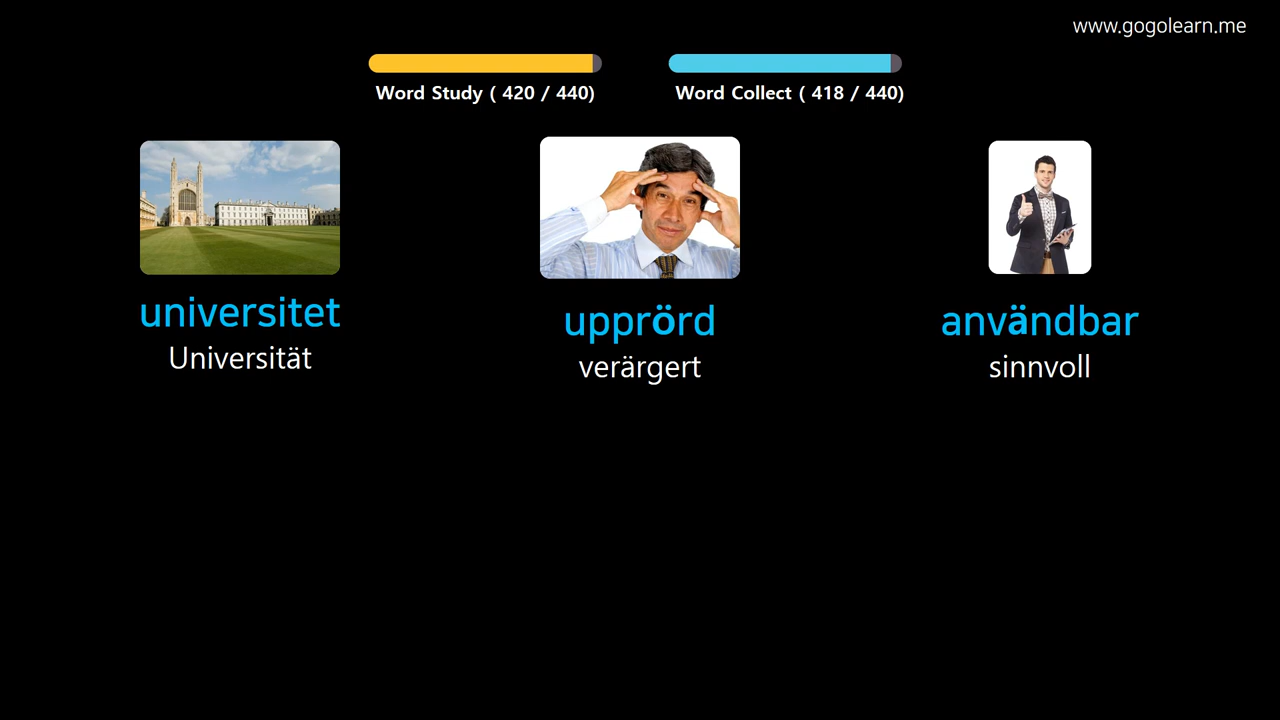 www.gogolearn.me
Word Study ( 420 / 440)
Word Collect ( 418 / 440)
universitet
Universität
upprörd
verärgert
användbar
sinnvoll